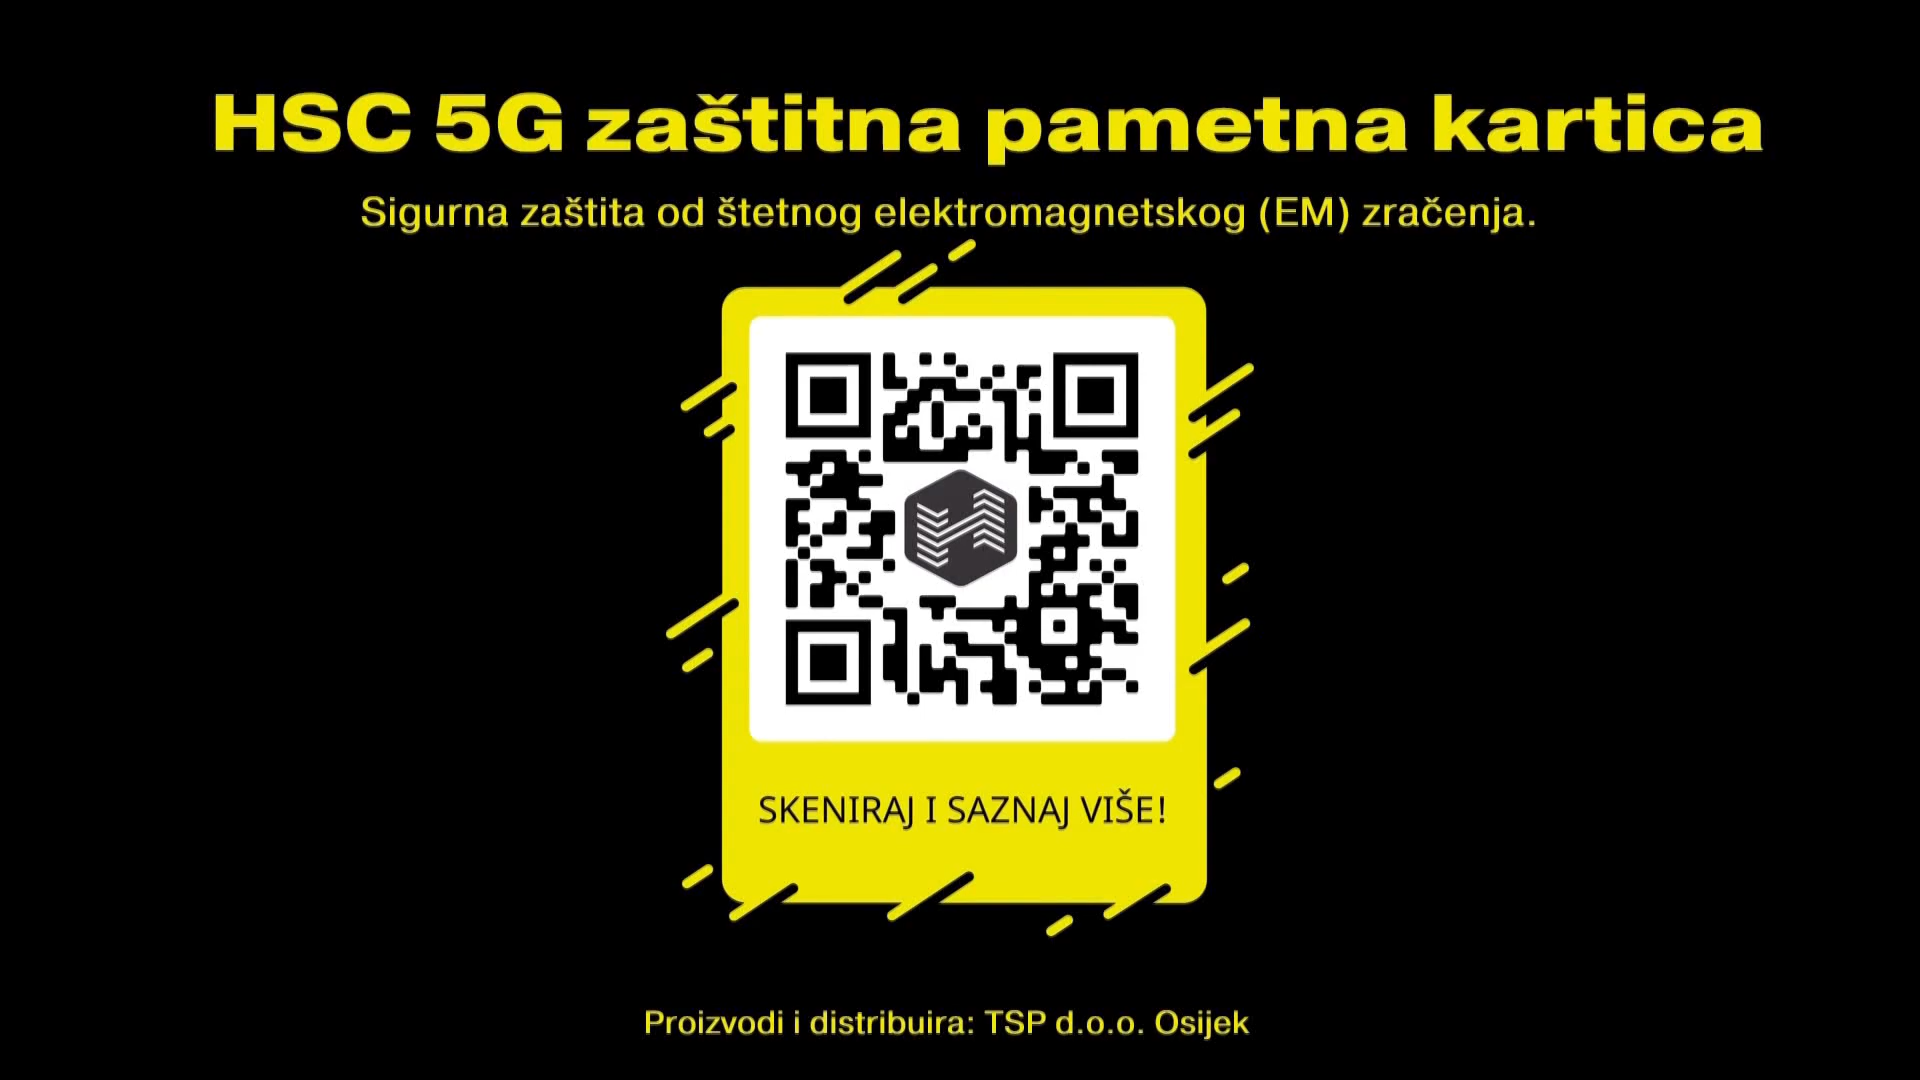 HSC 5G zaštitna pametna kartica
Sigurna zaštita od štetnog elektromagnetskog (EM) zračenja.
SKENIRAJ I SAZNAJ VIŠE!
Proizvodi i distribuira: TSP d.o.o. Osijek